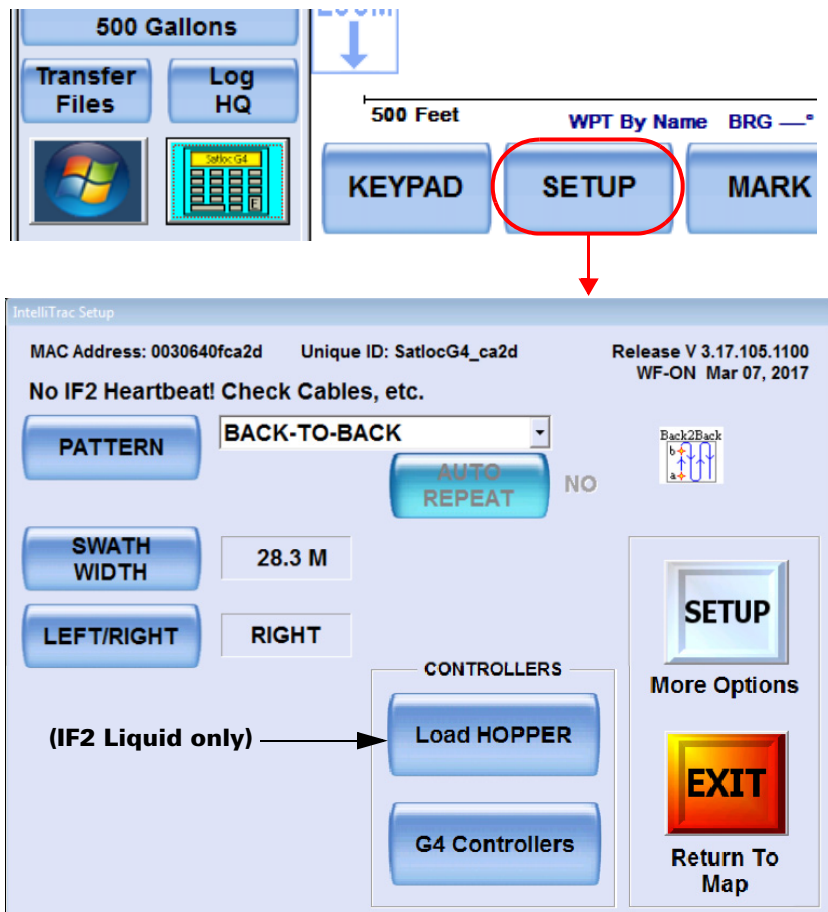 500 Gallons
Transfer Files
Log HQ
Satloc G4
E
500 Feet
WPT By Name BRG —°
KEYPAD
SETUP
MARK
IntelliTrac Setup
MAC Address: 0030640fca2d Unique ID: SatlocG4_ca2d
Release V 3.17.105.1100
WF-ON Mar 07, 2017
No IF2 Heartbeat! Check Cables, etc.
PATTERN
BACK-TO-BACK
AUTO
REPEAT
NO
Back2Back
b
a
SWATH
WIDTH
28.3 M
LEFT/RIGHT
RIGHT
CONTROLLERS
(IF2 Liquid only)
Load HOPPER
G4 Controllers
SETUP
More Options
EXIT
Return To
Map